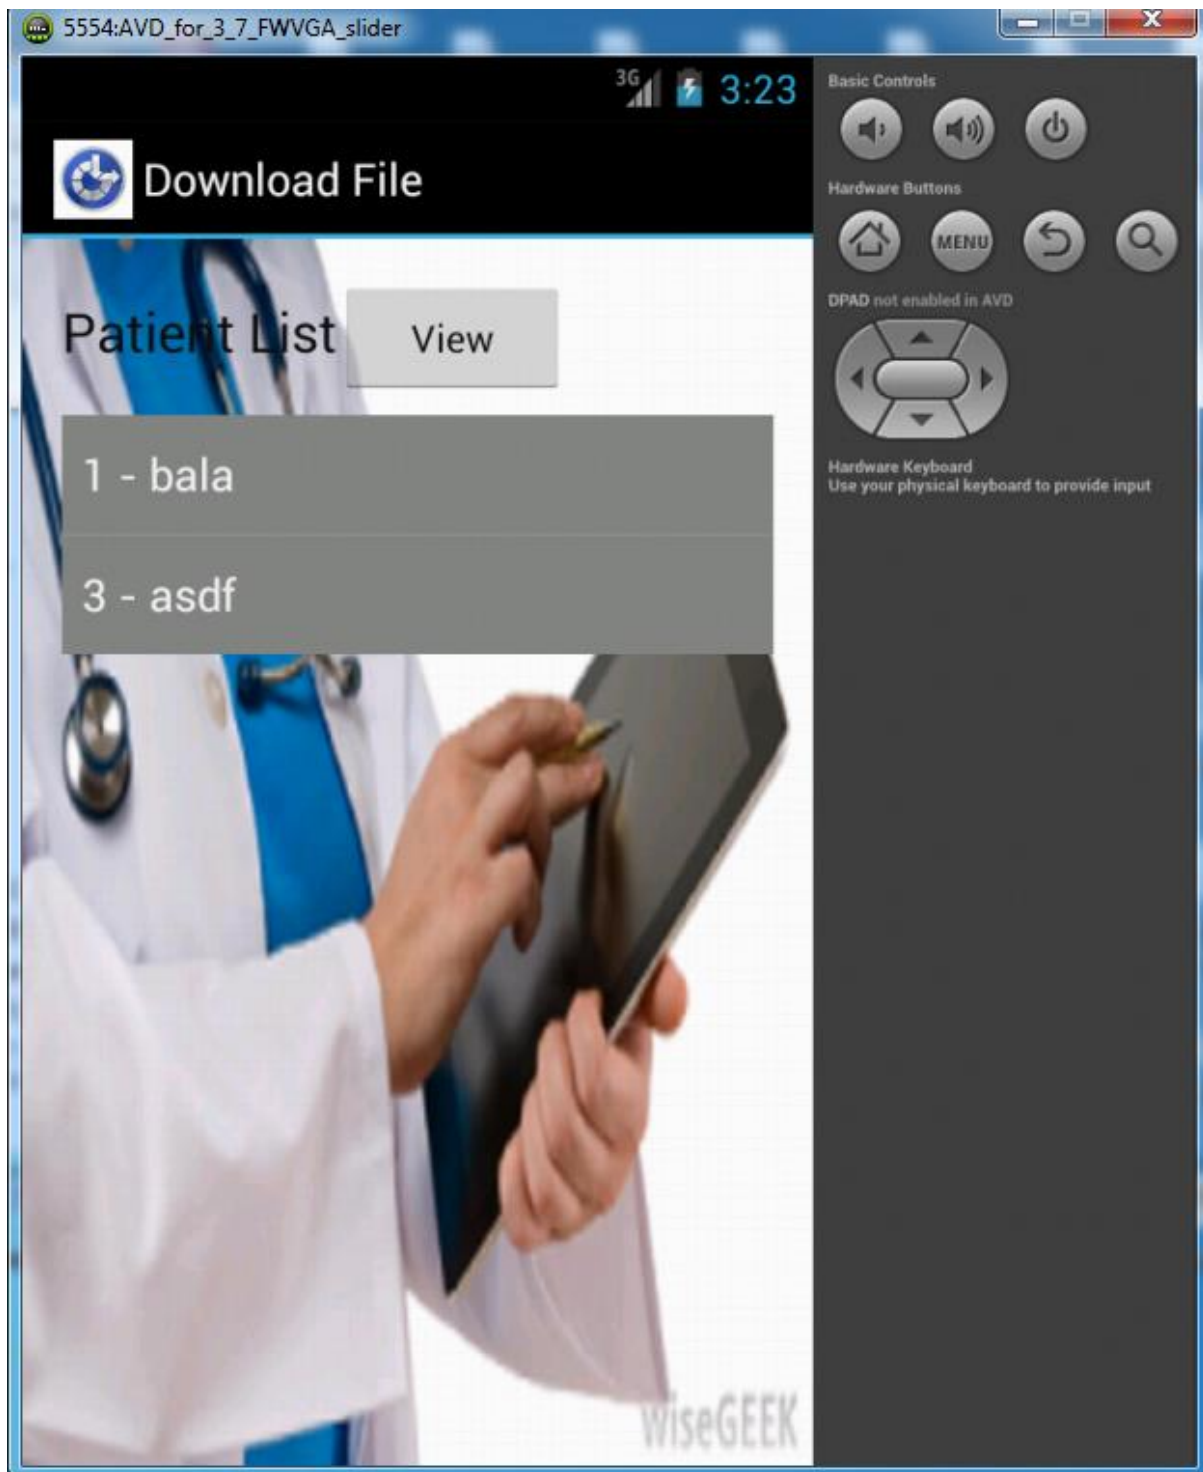 5554:AVD_for_3_7_FWVGA_slider
3G 3:23
Download File
Patient List View
1 - bala
3 - asdf
wiseGEEK
Basic Controls
Hardware Buttons
MENU
DPAD not enabled in AVD
Hardware Keyboard
Use your physical keyboard to provide input